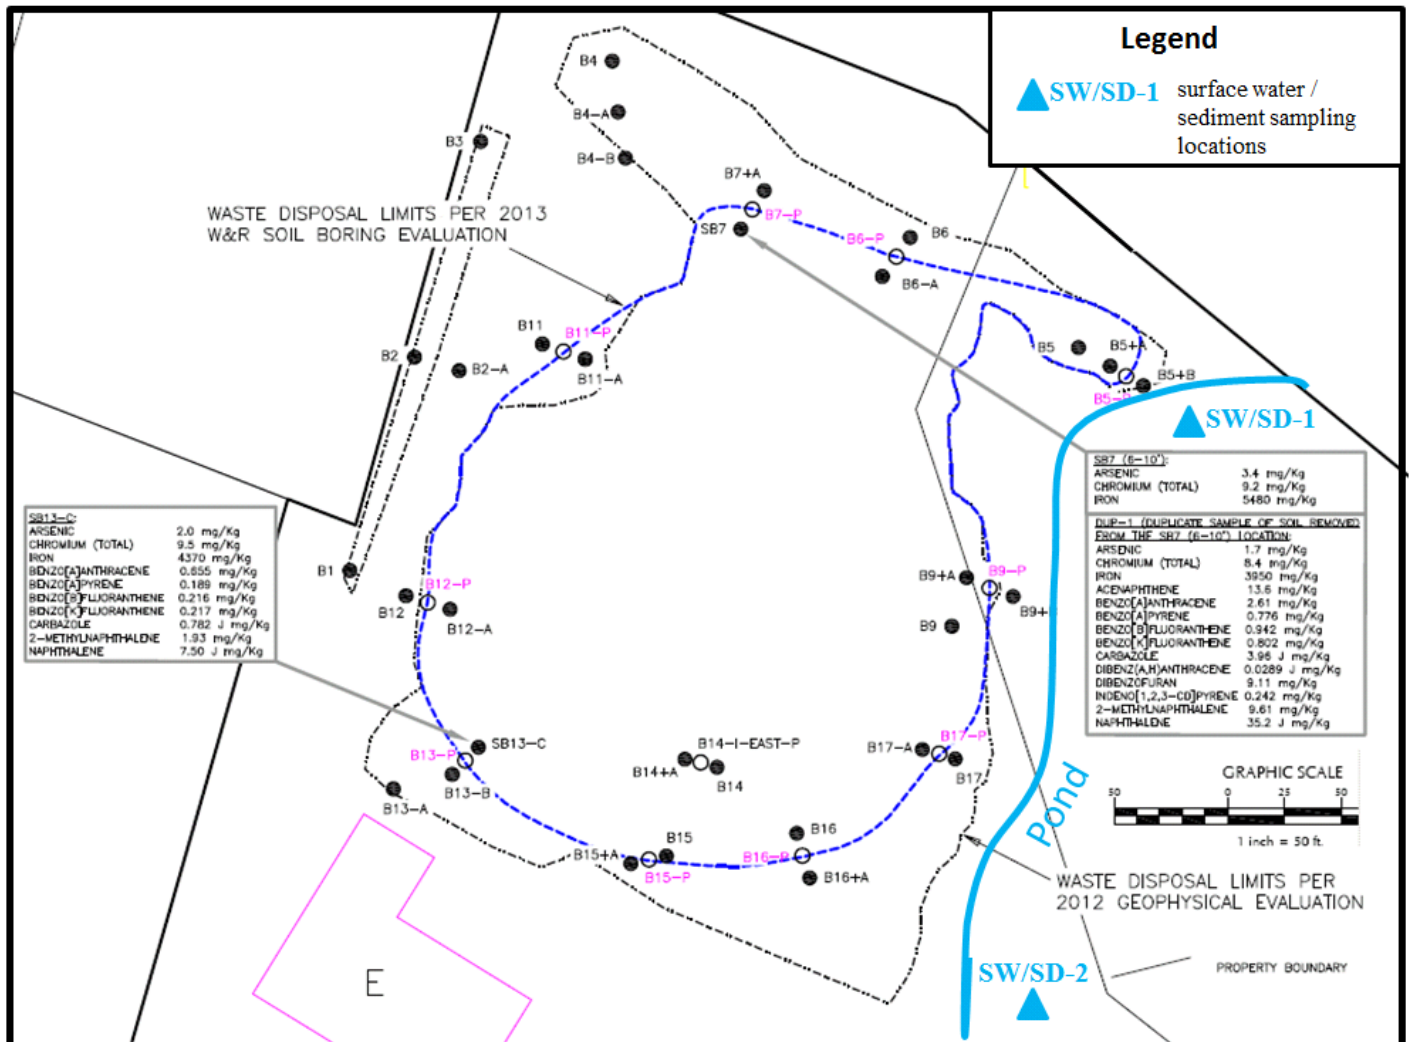 Legend
SW/SD-1 surface water /
sediment sampling
locations
B4
B4-A
B4-B
B3
B7+A
B7-P
SB7
B6-P
B6
B6-A
WASTE DISPOSAL LIMITS PER 2013
W&R SOIL BORING EVALUATION
B11
B11-P
B11-A
B2
B2-A
B5
B5+A
B5+B
B5-P
SW/SD-1
SB7 (6-10'):
ARSENIC 3.4 mg/Kg
CHROMIUM (TOTAL) 9.2 mg/Kg
IRON 5480 mg/Kg
DUP-1 (DUPLICATE SAMPLE OF SOIL REMOVED
FROM THE SB7 (6-10') LOCATION:
ARSENIC 1.7 mg/Kg
CHROMIUM (TOTAL) 8.4 mg/Kg
IRON 3950 mg/Kg
ACENAPHTHENE 13.6 mg/Kg
BENZO[A]ANTHRACENE 2.61 mg/Kg
BENZO[A]PYRENE 0.776 mg/Kg
BENZO[B]FLUORANTHENE 0.942 mg/Kg
BENZO[K]FLUORANTHENE 0.802 mg/Kg
CARBAZOLE 3.96 J mg/Kg
DIBENZ(A,H)ANTHRACENE 0.0289 J mg/Kg
DIBENZOFURAN 9.11 mg/Kg
INDENO[1,2,3-CD]PYRENE 0.242 mg/Kg
2-METHYLNAPHTHALENE 9.61 mg/Kg
NAPHTHALENE 35.2 J mg/Kg
SB13-C:
ARSENIC 2.0 mg/Kg
CHROMIUM (TOTAL) 9.5 mg/Kg
IRON 4370 mg/Kg
BENZO[A]ANTHRACENE 0.655 mg/Kg
BENZO[A]PYRENE 0.189 mg/Kg
BENZO[B]FLUORANTHENE 0.216 mg/Kg
BENZO[K]FLUORANTHENE 0.217 mg/Kg
CARBAZOLE 0.782 J mg/Kg
2-METHYLNAPHTHALENE 1.93 mg/Kg
NAPHTHALENE 7.50 J mg/Kg
B1
B12
B12-P
B12-A
B9+A
B9-P
B9+
B9
SB13-C
B13-P
B13-B
B13-A
B14-I-EAST-P
B14+A
B14
B17-A
B17-P
B17
B15+A
B15
B15-P
B16
B16-P
B16+A
Pond
GRAPHIC SCALE
50 0 25 50
1 inch = 50 ft.
WASTE DISPOSAL LIMITS PER
2012 GEOPHYSICAL EVALUATION
E
SW/SD-2
PROPERTY BOUNDARY